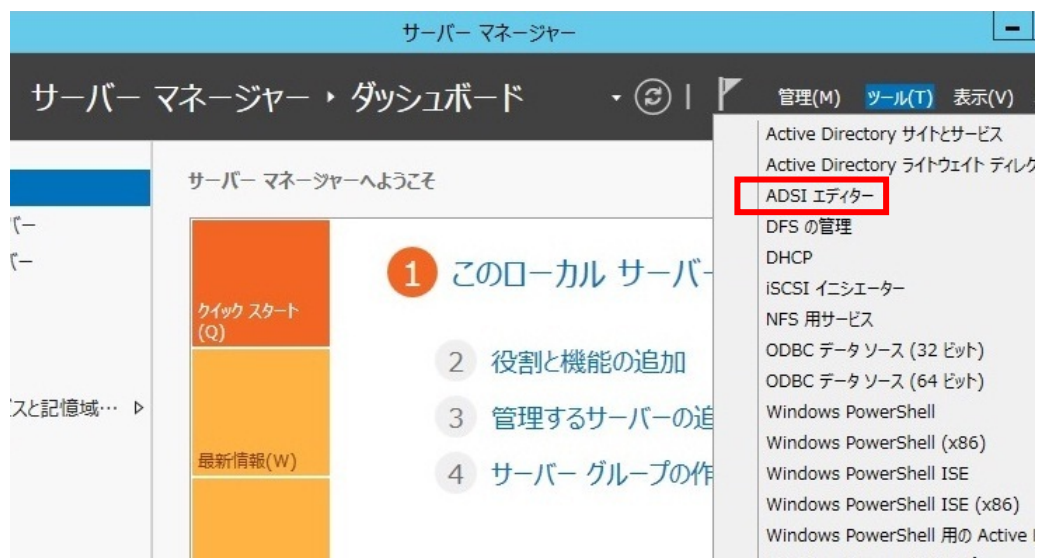 サーバー マネージャー
サーバー マネージャー ・ ダッシュボード
管理(M) ツール(T) 表示(V)
サーバー マネージャーへようこそ
バー
スと記憶域…
クイック スタート
(Q)
最新情報(W)
1 このローカル サーバー
2 役割と機能の追加
3 管理するサーバーの追
4 サーバー グループの作
Active Directory サイトとサービス
Active Directory ライトウェイト ディレク
ADSI エディター
DFS の管理
DHCP
iSCSI イニシエーター
NFS 用サービス
ODBC データ ソース (32 ビット)
ODBC データ ソース (64 ビット)
Windows PowerShell
Windows PowerShell (x86)
Windows PowerShell ISE
Windows PowerShell ISE (x86)
Windows PowerShell 用の Active